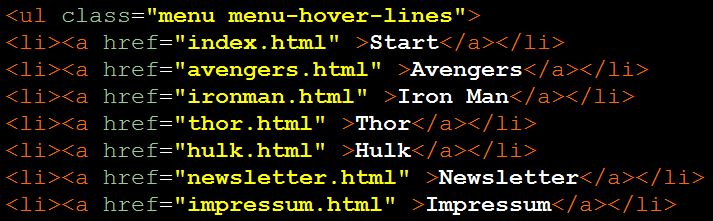 <ul class="menu menu-hover-lines">
<li><a href="index.html" >Start</a></li>
<li><a href="avengers.html" >Avengers</a></li>
<li><a href="ironman.html" >Iron Man</a></li>
<li><a href="thor.html" >Thor</a></li>
<li><a href="hulk.html" >Hulk</a></li>
<li><a href="newsletter.html" >Newsletter</a></li>
<li><a href="impressum.html" >Impressum</a></li>